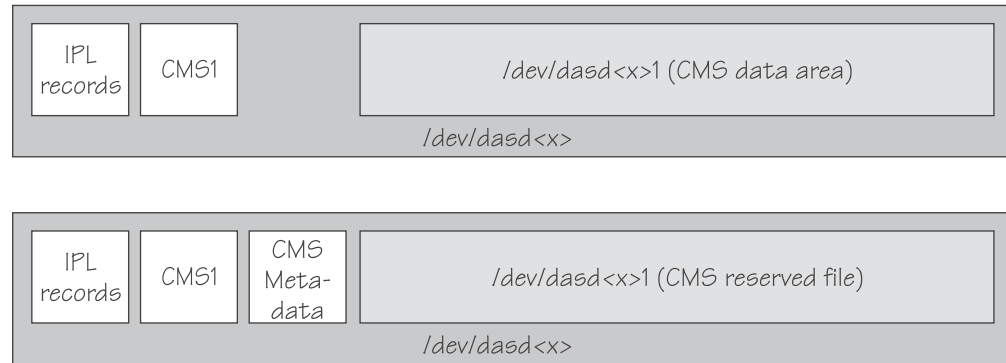 IPL
records
CMS1
/dev/dasd<x>1 (CMS data area)
/dev/dasd<x>
IPL
records
CMS1
CMS
Meta-
data
/dev/dasd<x>1 (CMS reserved file)
/dev/dasd<x>